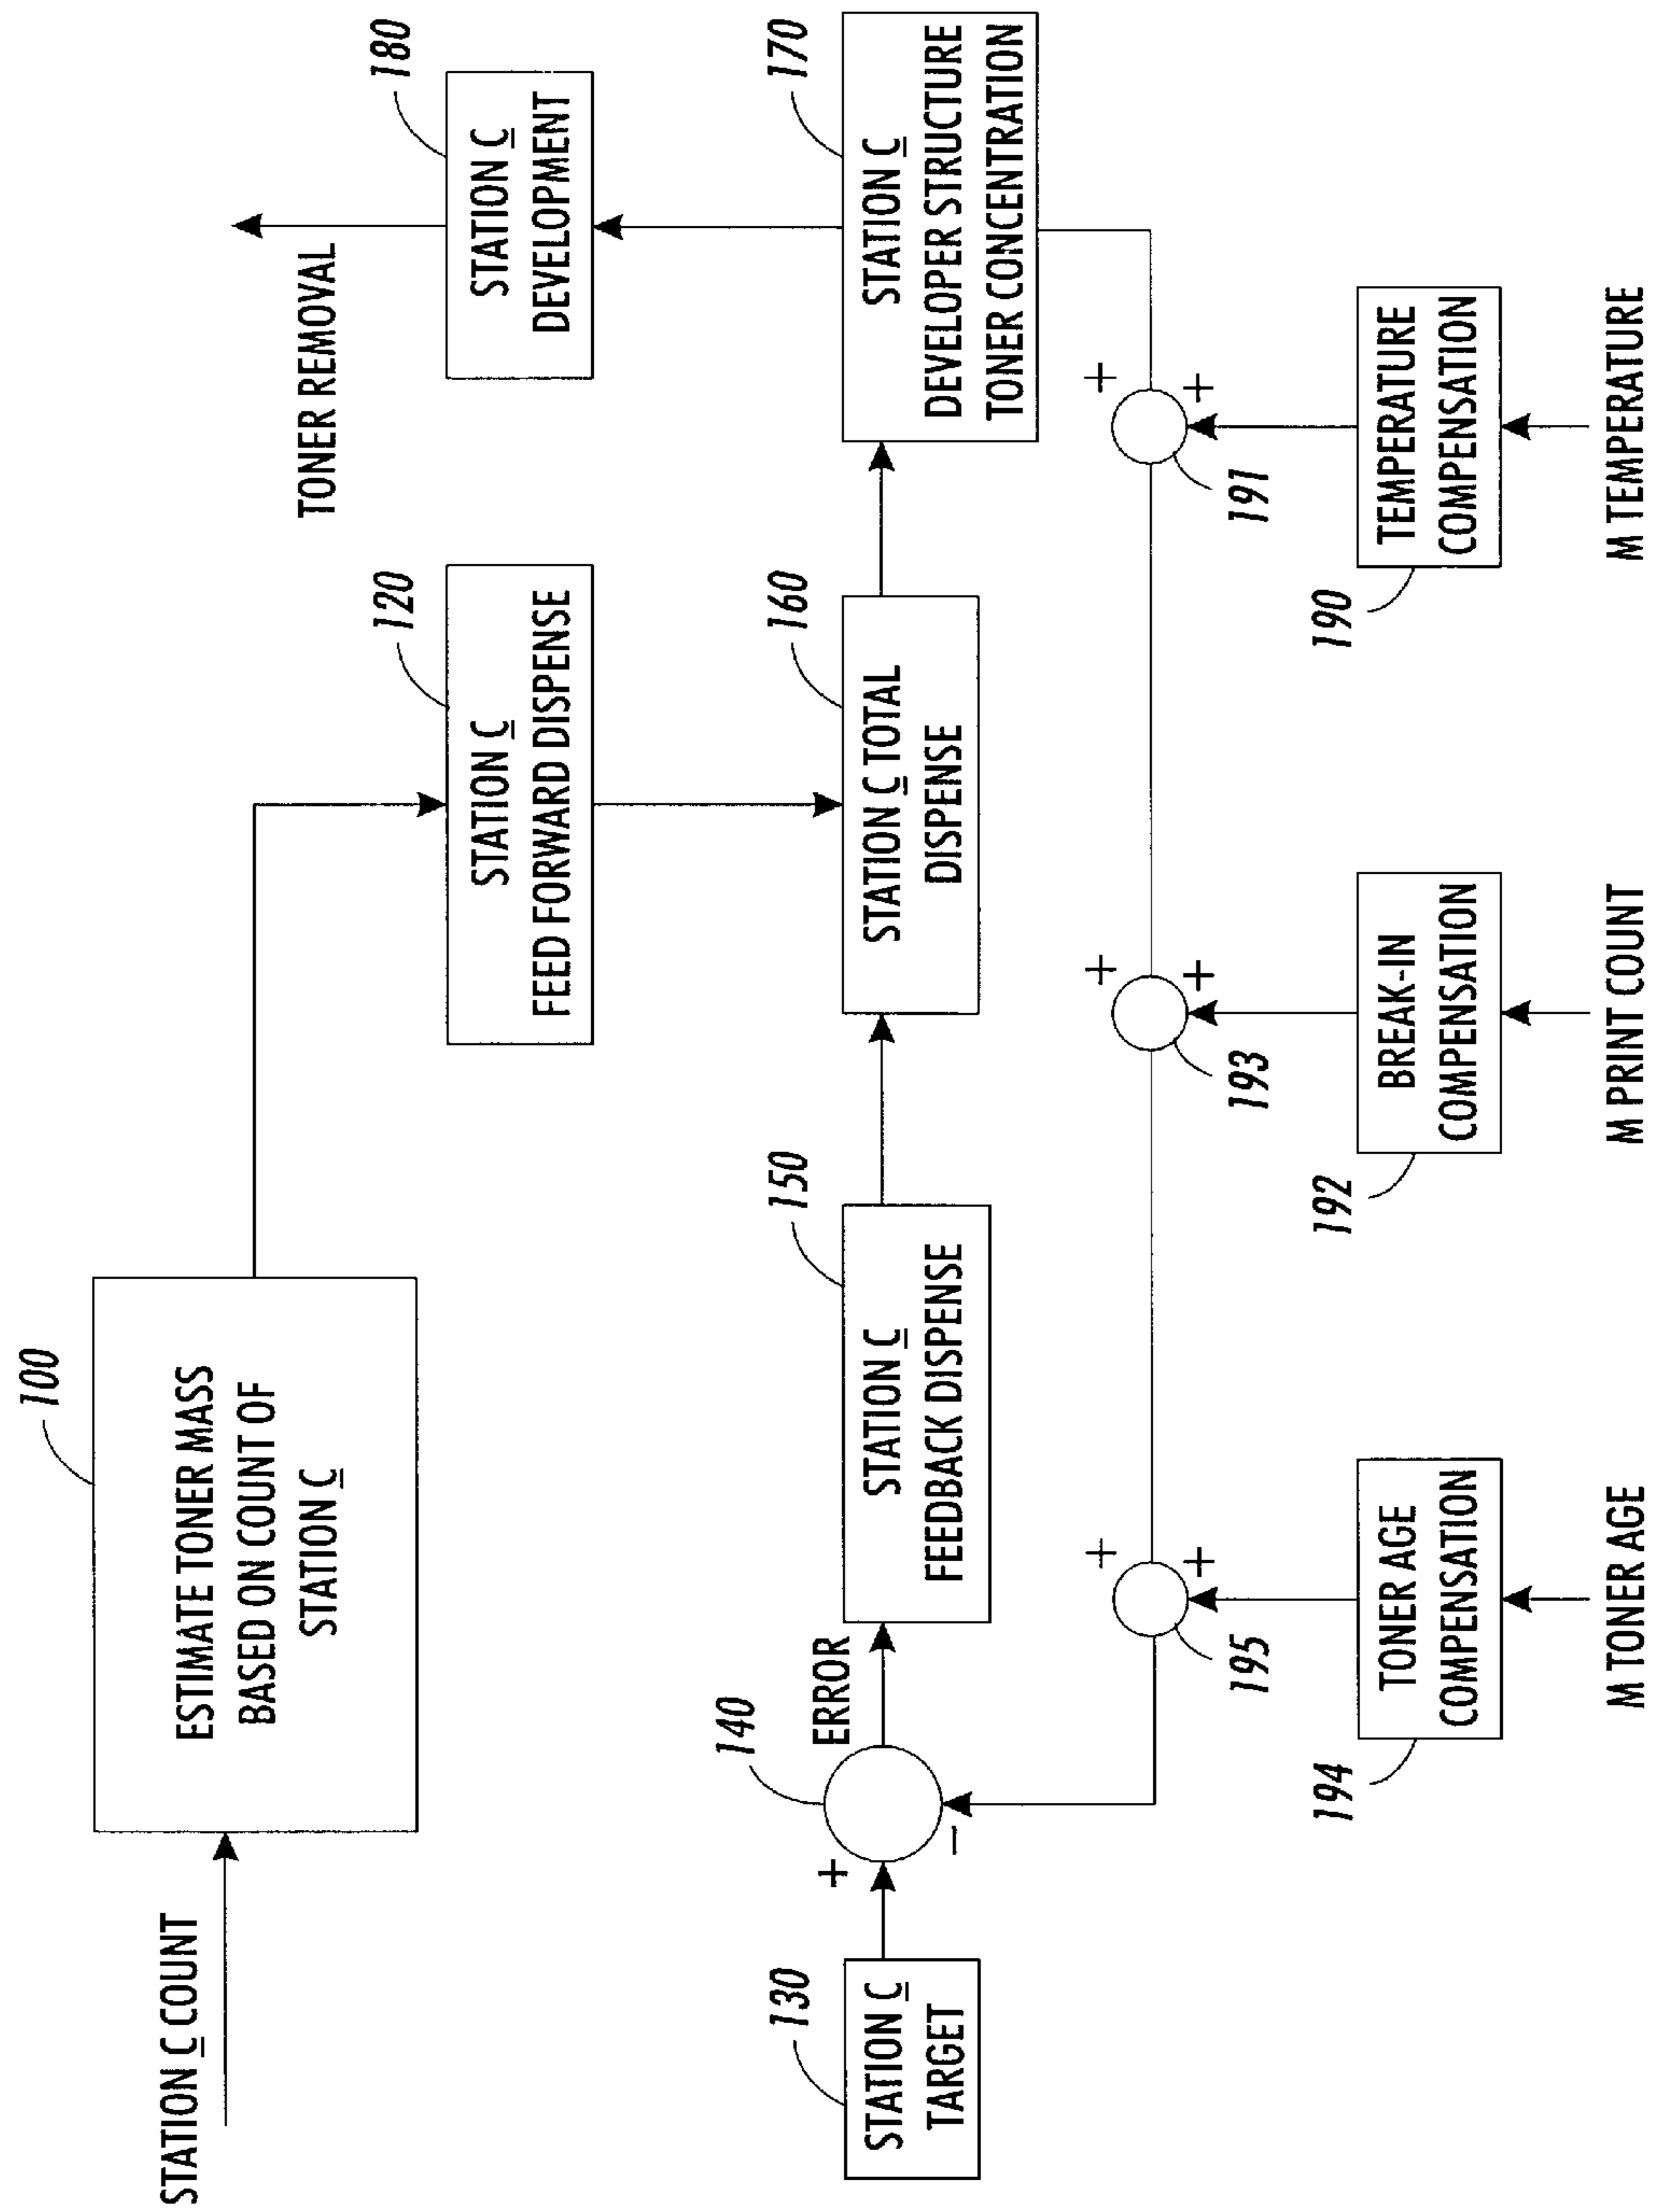 STATION C COUNT
100
ESTIMATE TONER MASS
BASED ON COUNT OF
STATION C
TONER REMOVAL
120
STATION C
FEED FORWARD DISPENSE
180
STATION C
DEVELOPMENT
130
STATION C
TARGET
+
-
140
ERROR
150
STATION C
FEEDBACK DISPENSE
160
STATION C TOTAL
DISPENSE
170
STATION C
DEVELOPER STRUCTURE
TONER CONCENTRATION
+
+
195
+
+
193
+
+
191
194
TONER AGE
COMPENSATION
M TONER AGE
192
BREAK-IN
COMPENSATION
M PRINT COUNT
190
TEMPERATURE
COMPENSATION
M TEMPERATURE